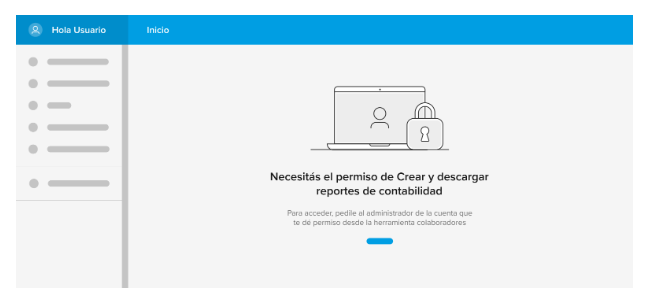 Hola Usuario
Inicio
Necesitás el permiso de Crear y descargar
reportes de contabilidad
Para acceder, pedile al administrador de la cuenta que
te dé permiso desde la herramienta colaboradores